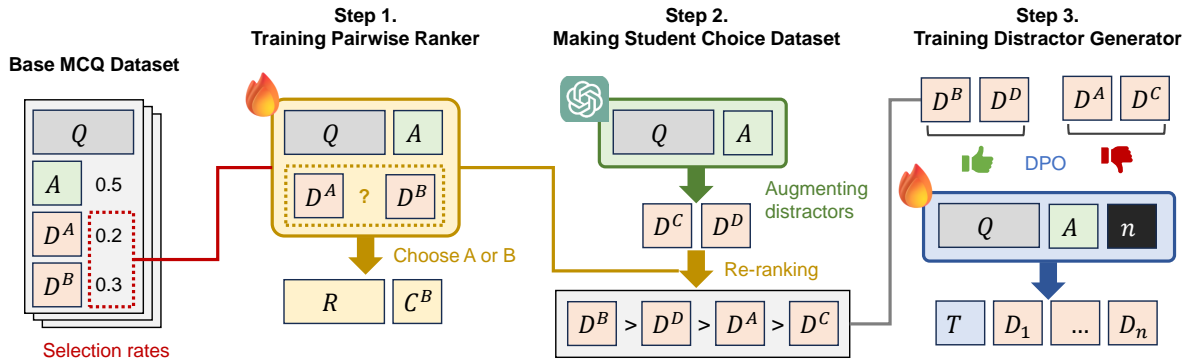 Base MCQ Dataset
Q
A 0.5
D^A 0.2
D^B 0.3
Selection rates
Step 1.
Training Pairwise Ranker
Q A
D^A ? D^B
Choose A or B
R C^B
Step 2.
Making Student Choice Dataset
Q A
Augmenting
distractors
D^C D^D
Re-ranking
D^B > D^D > D^A > D^C
Step 3.
Training Distractor Generator
D^B D^D D^A D^C
DPO
Q A n
T D_1 ... D_n